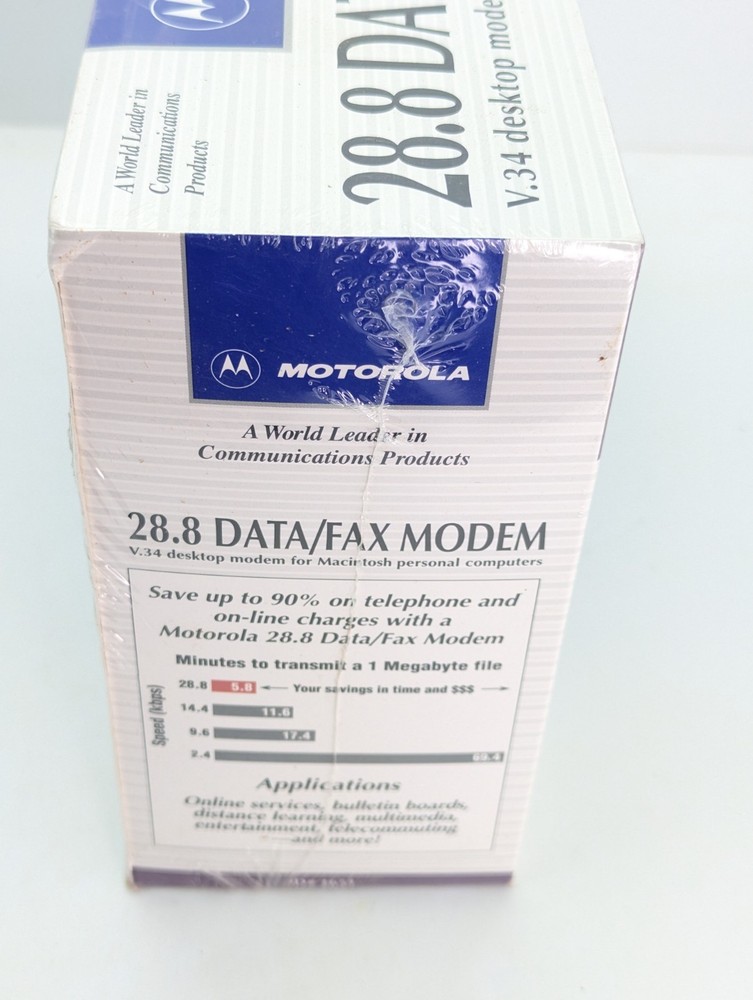 A World Leader in
Communications
Products
28.8 DA
V.34 desktop mode
MOTOROLA
A World Leader in
Communications Products
28.8 DATA/FAX MODEM
V.34 desktop modem for Macintosh personal computers
Save up to 90% on telephone and
on-line charges with a
Motorola 28.8 Data/Fax Modem
Minutes to transmit a 1 Megabyte file
Speed (kbps)
28.8 5.8 Your savings in time and $$$
14.4 11.6
9.6 17.4
2.4 69.4
Applications
Online services, bulletin boards,
distance learning, multimedia,
entertainment, telecommuting
—and more!